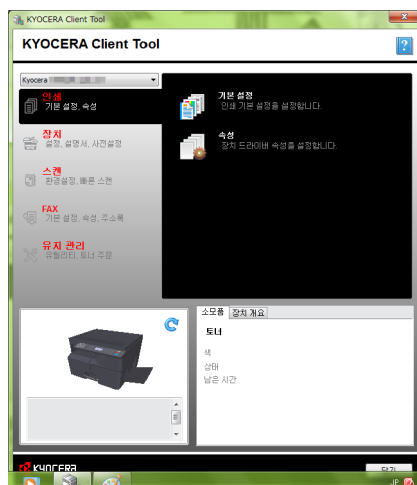 KYOCERA Client Tool
KYOCERA Client Tool
Kyocera
인쇄
기본 설정, 속성
장치
설정, 설명서, 사전설정
스캔
환경설정, 빠른 스캔
FAX
기본 설정, 속성, 주소록
유지 관리
유틸리티, 토너 주문
기본 설정
인쇄 기본 설정을 설정합니다.
속성
장치 드라이버 속성을 설정합니다.
소모품
장치 개요
토너
색
상태
남은 시간
KYOCERA
닫기
JP